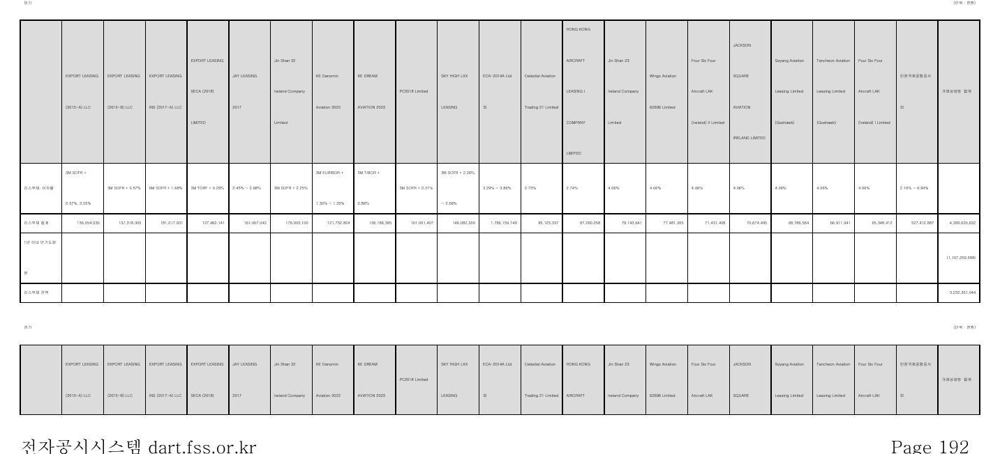 당기
(단위 : 천원)
EXPORT LEASING (2015-A) LLC
EXPORT LEASING (2015-B) LLC
EXPORT LEASING INS (2017-A) LLC
EXPORT LEASING SECA (2018) LIMITED
JAY LEASING 2017
Jin Shan 32 Ireland Company Limited
KE Danomin Aviation 2022
KE DREAM AVIATION 2023
PC2018 Limited
SKY HIGH LXX LEASING
ECA-2014A Ltd. 외
Celestial Aviation Trading 21 Limited
HONG KONG AIRCRAFT LEASING I COMPANY LIMITED
Jin Shan 23 Ireland Company Limited
Wings Aviation 62696 Limited
Four Six Four Aircraft LAK (Ireland) II Limited
JACKSON SQUARE AVIATION IRELAND LIMITED
Soyang Aviation Leasing Limited (Goshawk)
Tancheon Aviation Leasing Limited (Goshawk)
Four Six Four Aircraft LAK (Ireland) I Limited
인천국제공항공사 외
거래상대방 합계
리스부채, 이자율
3M SOFR + 0.57%, 3.55%
3M SOFR + 0.57%
6M SOFR + 1.68%
3M TORF + 0.29%
2.45% ~ 2.68%
3M SOFR + 2.25%
3M EURIBOR + 1.30% ~ 1.35%
3M TIBOR + 0.88%
3M SOFR + 2.21%
3M SOFR + 2.26% ~ 2.66%
3.29% ~ 3.86%
2.73%
2.74%
4.06%
4.06%
4.06%
4.06%
4.06%
4.06%
4.06%
2.10% ~ 6.94%
리스부채 합계
136,054,030
137,318,305
181,017,931
127,462,141
161,007,042
176,003,100
121,752,824
136,186,395
101,001,407
146,082,300
1,766,159,149
95,125,337
87,260,058
79,143,641
77,481,265
71,431,408
70,674,495
68,786,564
66,911,941
65,348,412
527,412,887
4,399,620,632
1년 이내 만기도래분
(1,167,259,588)
리스부채 잔액
3,232,361,044
전기
(단위 : 천원)
EXPORT LEASING (2015-A) LLC
EXPORT LEASING (2015-B) LLC
EXPORT LEASING INS (2017-A) LLC
EXPORT LEASING SECA (2018)
JAY LEASING 2017
Jin Shan 32 Ireland Company
KE Danomin Aviation 2022
KE DREAM AVIATION 2023
PC2018 Limited
SKY HIGH LXX LEASING
ECA-2014A Ltd. 외
Celestial Aviation Trading 21 Limited
HONG KONG AIRCRAFT
Jin Shan 23 Ireland Company
Wings Aviation 62696 Limited
Four Six Four Aircraft LAK
JACKSON SQUARE
Soyang Aviation Leasing Limited
Tancheon Aviation Leasing Limited
Four Six Four Aircraft LAK
인천국제공항공사 외
거래상대방 합계
전자공시시스템 dart.fss.or.kr
Page 192